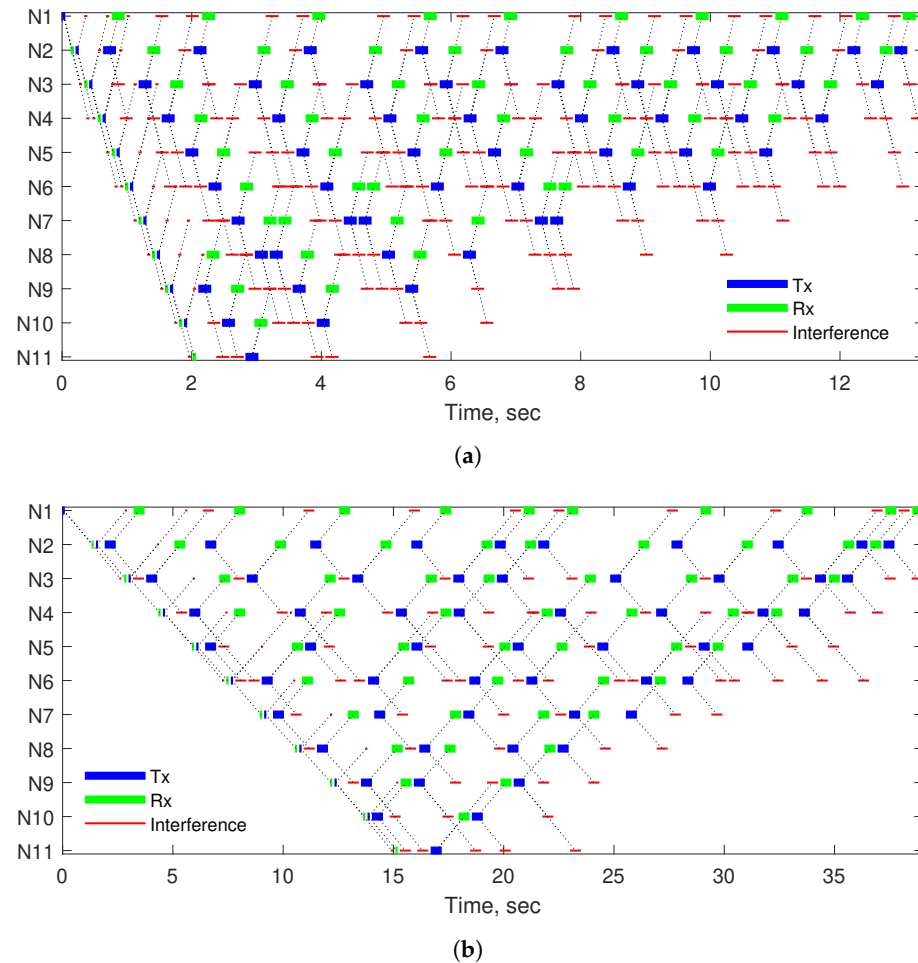 N1
N2
N3
N4
N5
N6
N7
N8
N9
N10
N11
Tx
Rx
Interference
0 2 4 6 8 10 12
Time, sec
(a)
N1
N2
N3
N4
N5
N6
N7
N8
N9
N10
N11
Tx
Rx
Interference
0 5 10 15 20 25 30 35
Time, sec
(b)